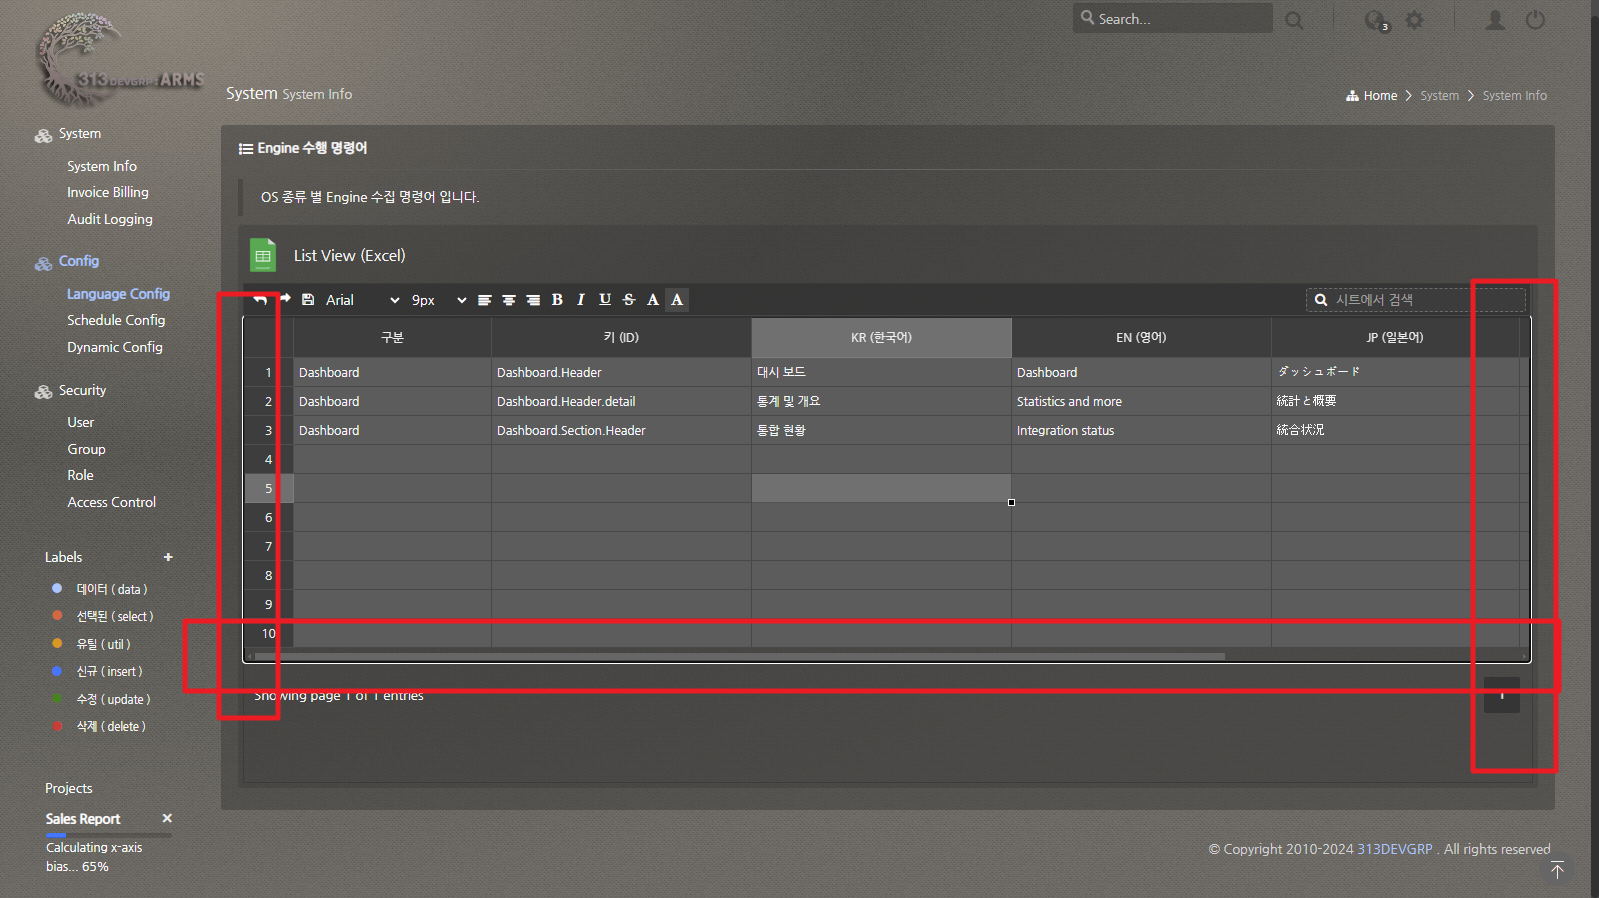 Search...
3
313 DEVGRP: ARMS
System System Info
Home > System > System Info
System
System Info
Invoice Billing
Audit Logging
Config
Language Config
Schedule Config
Dynamic Config
Security
User
Group
Role
Access Control
Labels +
데이터 ( data )
선택된 ( select )
유틸 ( util )
신규 ( insert )
수정 ( update )
삭제 ( delete )
Projects
Sales Report ×
Calculating x-axis
bias... 65%
Engine 수행 명령어
OS 종류 별 Engine 수집 명령어 입니다.
List View (Excel)
Arial 9px B I U S A A 시트에서 검색
구분 키 (ID) KR (한국어) EN (영어) JP (일본어)
1 Dashboard Dashboard.Header 대시 보드 Dashboard ダッシュボード
2 Dashboard Dashboard.Header.detail 통계 및 개요 Statistics and more 統計と概要
3 Dashboard Dashboard.Section.Header 통합 현황 Integration status 統合状況
4
5
6
7
8
9
10
Showing page 1 of 1 entries
1
© Copyright 2010-2024 313DEVGRP . All rights reserved